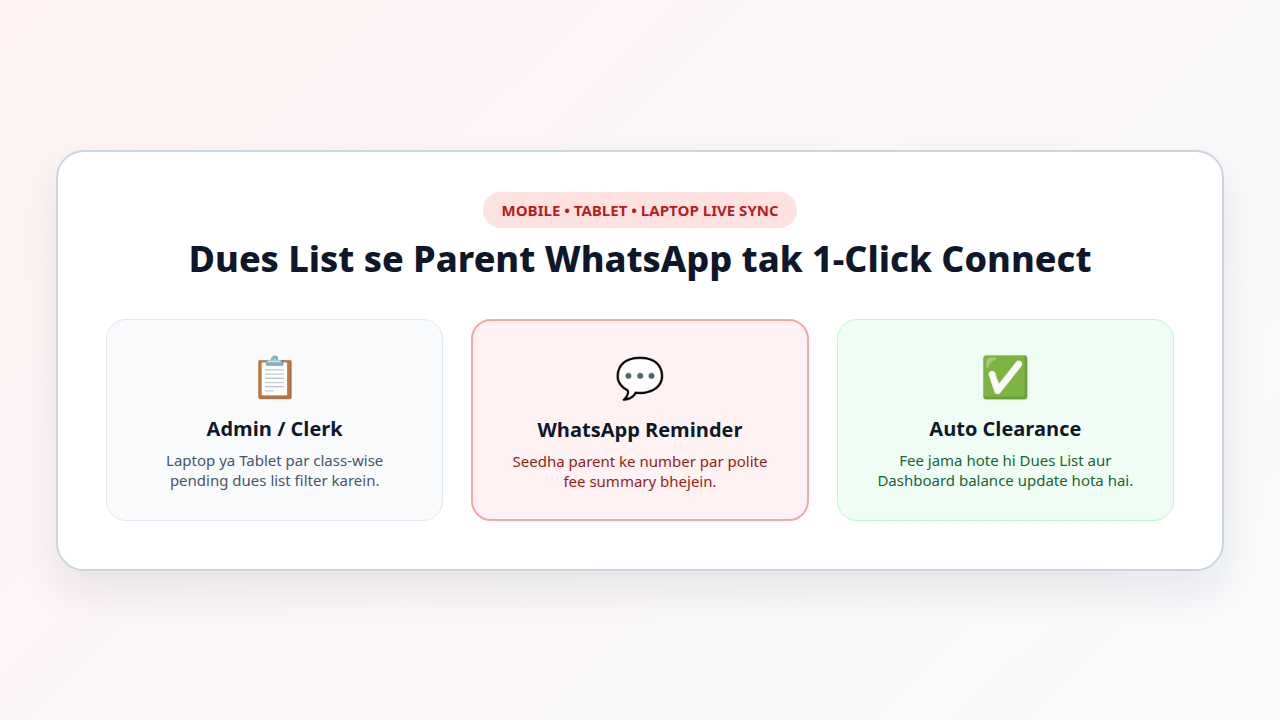 MOBILE • TABLET • LAPTOP LIVE SYNC
Dues List se Parent WhatsApp tak 1-Click Connect
Admin / Clerk
Laptop ya Tablet par class-wise
pending dues list filter karein.
WhatsApp Reminder
Seedha parent ke number par polite
fee summary bhejein.
Auto Clearance
Fee jama hote hi Dues List aur
Dashboard balance update hota hai.